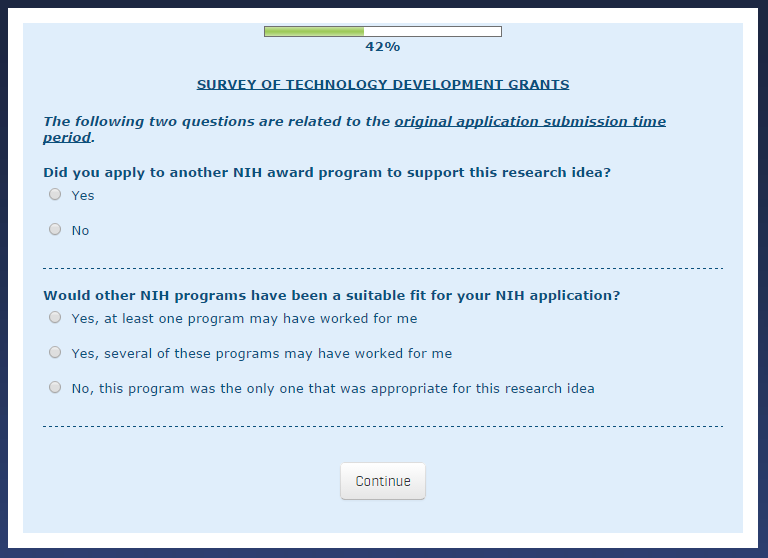 42%
SURVEY OF TECHNOLOGY DEVELOPMENT GRANTS
The following two questions are related to the original application submission time
period.
Did you apply to another NIH award program to support this research idea?
Yes
No
Would other NIH programs have been a suitable fit for your NIH application?
Yes, at least one program may have worked for me
Yes, several of these programs may have worked for me
No, this program was the only one that was appropriate for this research idea
Continue